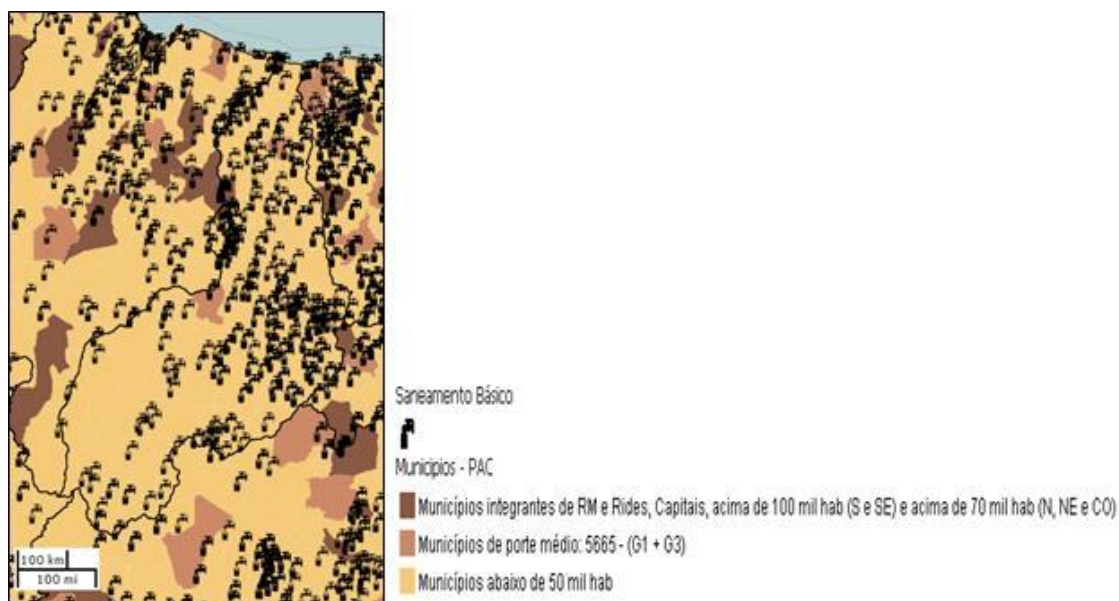 100 km
100 mi
Saneamento Básico
Municípios - PAC
Municípios integrantes de RM e Rides, Capitais, acima de 100 mil hab (S e SE) e acima de 70 mil hab (N, NE e CO)
Municípios de porte médio: 5665 - (G1 + G3)
Municípios abaixo de 50 mil hab